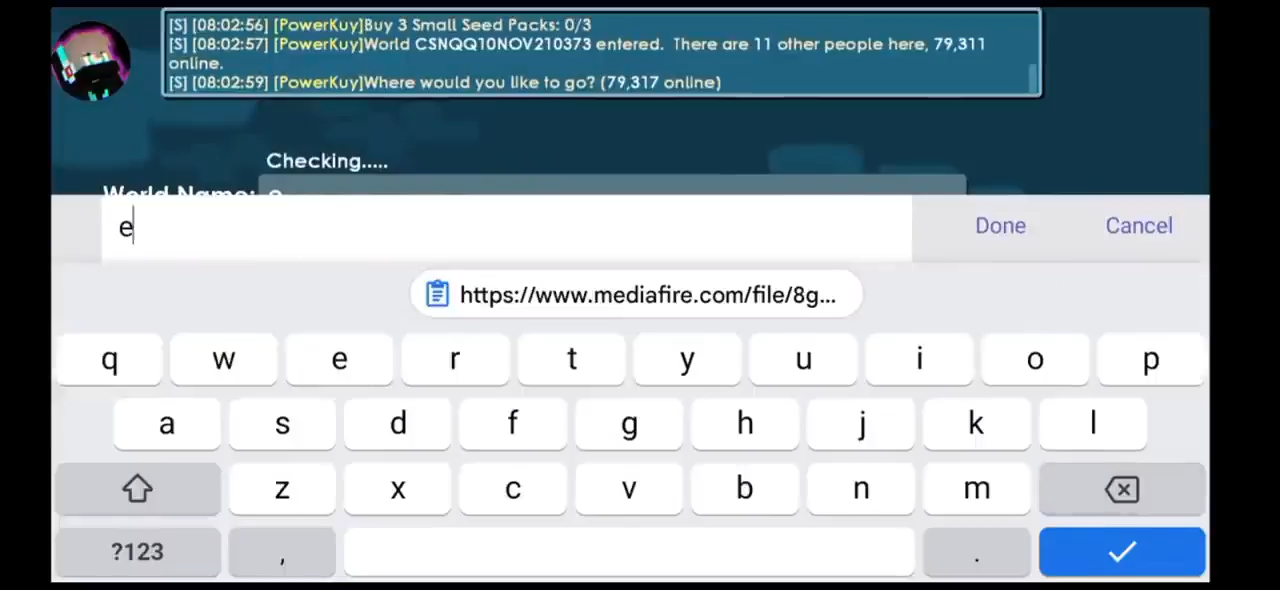 [S] [08:02:56] [PowerKuy]Buy 3 Small Seed Packs: 0/3
[S] [08:02:57] [PowerKuy]World CSNQQ10NOV210373 entered.  There are 11 other people here, 79,311
online.
[S] [08:02:59] [PowerKuy]Where would you like to go? (79,317 online)
Checking.....
World Name: e
e Done Cancel
https://www.mediafire.com/file/8g...
q w e r t y u i o p
a s d f g h j k l
z x c v b n m
?123 , .